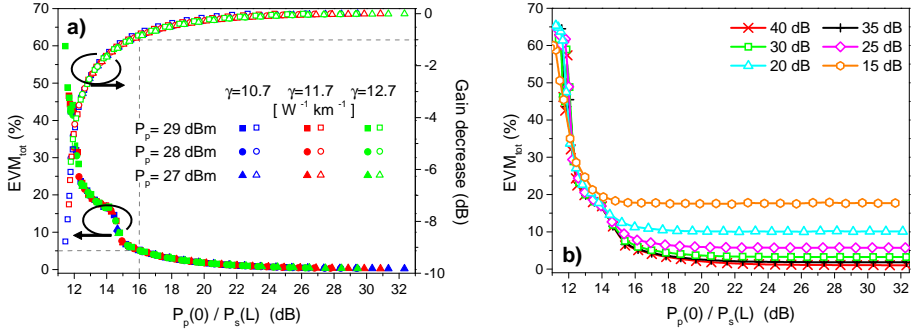 a)
EVM_tot (%)
70
60
50
40
30
20
10
0
12 14 16 18 20 22 24 26 28 30 32
P_p(0) / P_s(L) (dB)
0
−2
−4
−6
−8
−10
Gain decrease (dB)
γ=10.7 γ=11.7 γ=12.7
[ W⁻¹ km⁻¹ ]
P_p= 29 dBm
P_p= 28 dBm
P_p= 27 dBm
b)
EVM_tot (%)
70
60
50
40
30
20
10
0
12 14 16 18 20 22 24 26 28 30 32
P_p(0) / P_s(L) (dB)
40 dB 35 dB
30 dB 25 dB
20 dB 15 dB